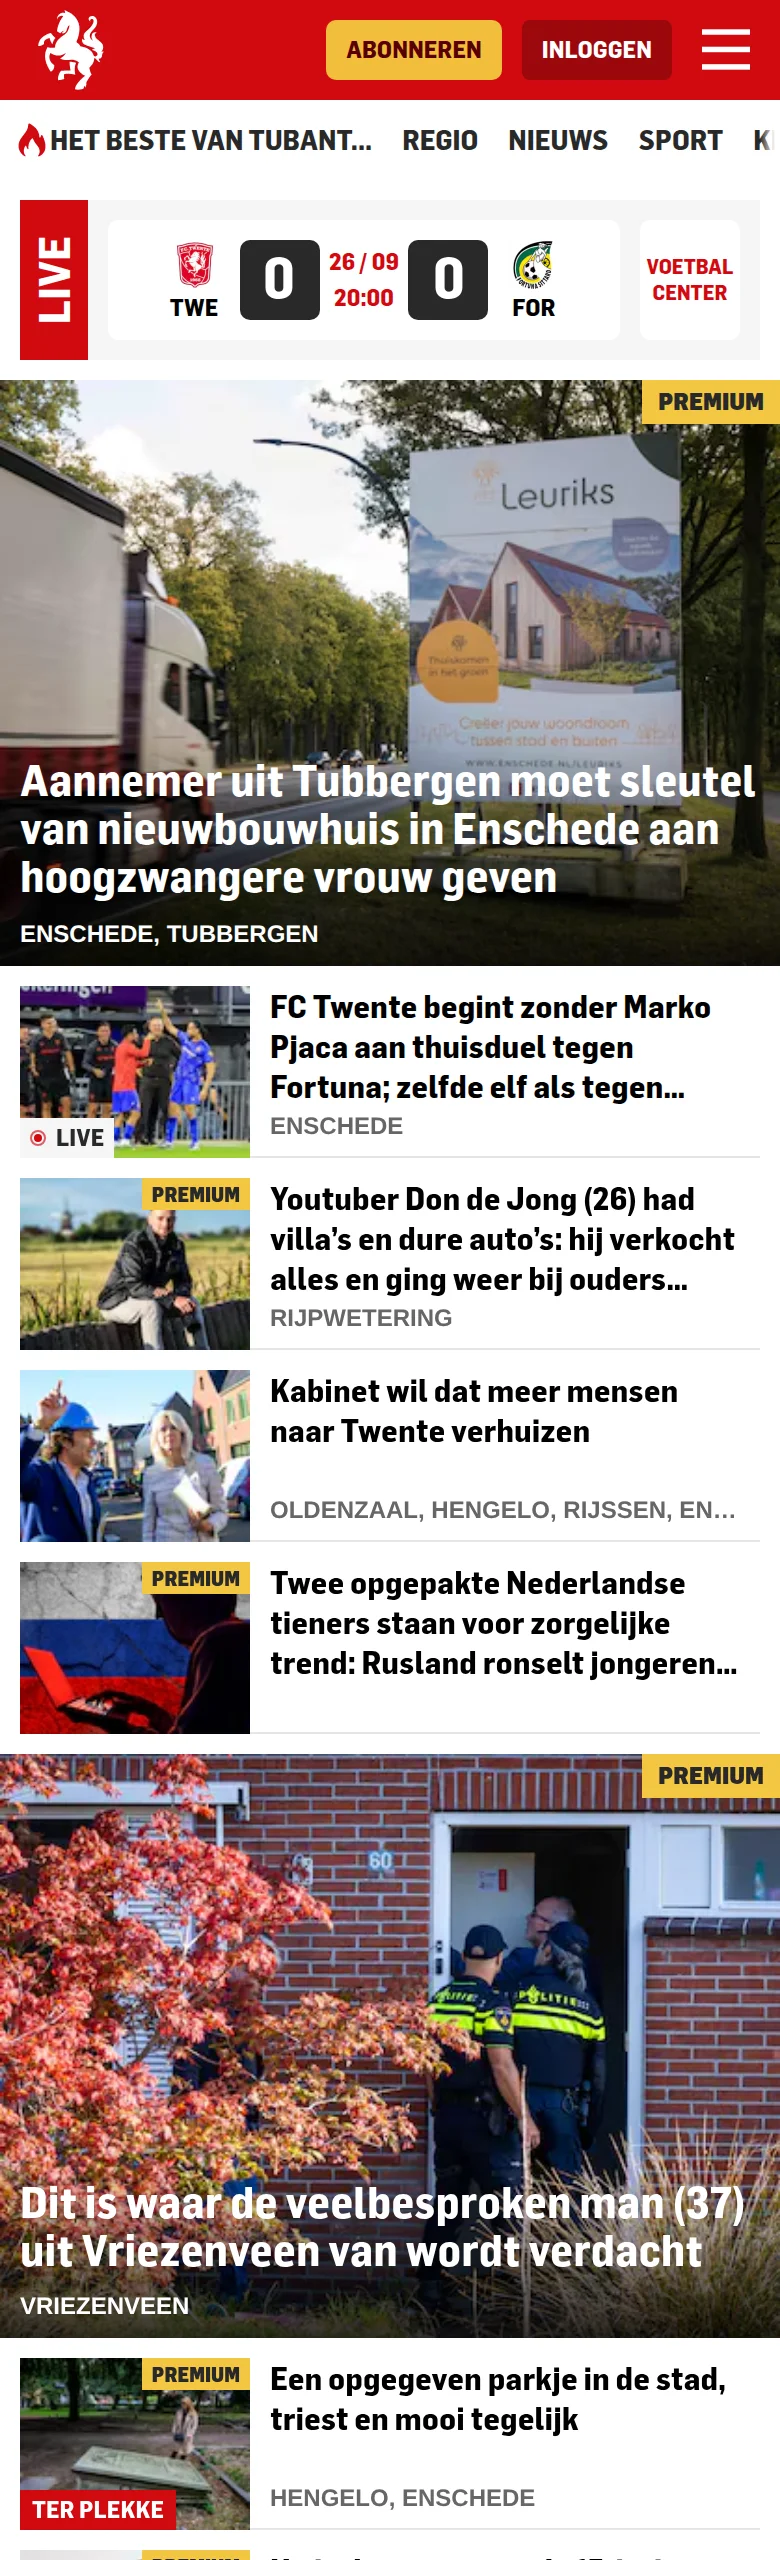 ABONNEREN
INLOGGEN
HET BESTE VAN TUBANT...
REGIO
NIEUWS
SPORT
LIVE
TWE
0
26 / 09
20:00
0
FOR
VOETBAL
CENTER
PREMIUM
Leuriks
Thuiskomen
in het groen
Creëer jouw woondroom
tussen stad en buiten
WWW.ENSCHEDE.NL/LEURIKS
Aannemer uit Tubbergen moet sleutel
van nieuwbouwhuis in Enschede aan
hoogzwangere vrouw geven
ENSCHEDE, TUBBERGEN
LIVE
FC Twente begint zonder Marko
Pjaca aan thuisduel tegen
Fortuna; zelfde elf als tegen...
ENSCHEDE
PREMIUM
Youtuber Don de Jong (26) had
villa’s en dure auto’s: hij verkocht
alles en ging weer bij ouders...
RIJPWETERING
Kabinet wil dat meer mensen
naar Twente verhuizen
OLDENZAAL, HENGELO, RIJSSEN, EN...
PREMIUM
Twee opgepakte Nederlandse
tieners staan voor zorgelijke
trend: Rusland ronselt jongeren...
PREMIUM
60
POLITIE
Dit is waar de veelbesproken man (37)
uit Vriezenveen van wordt verdacht
VRIEZENVEEN
PREMIUM
TER PLEKKE
Een opgegeven parkje in de stad,
triest en mooi tegelijk
HENGELO, ENSCHEDE